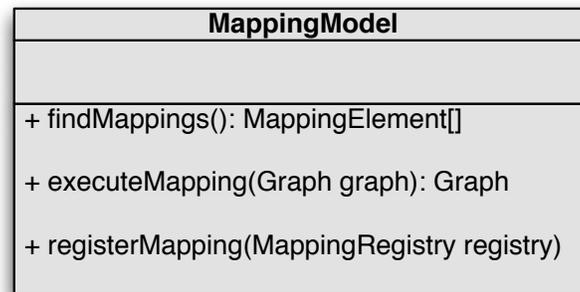 MappingModel
+ findMappings(): MappingElement[]
+ executeMapping(Graph graph): Graph
+ registerMapping(MappingRegistry registry)